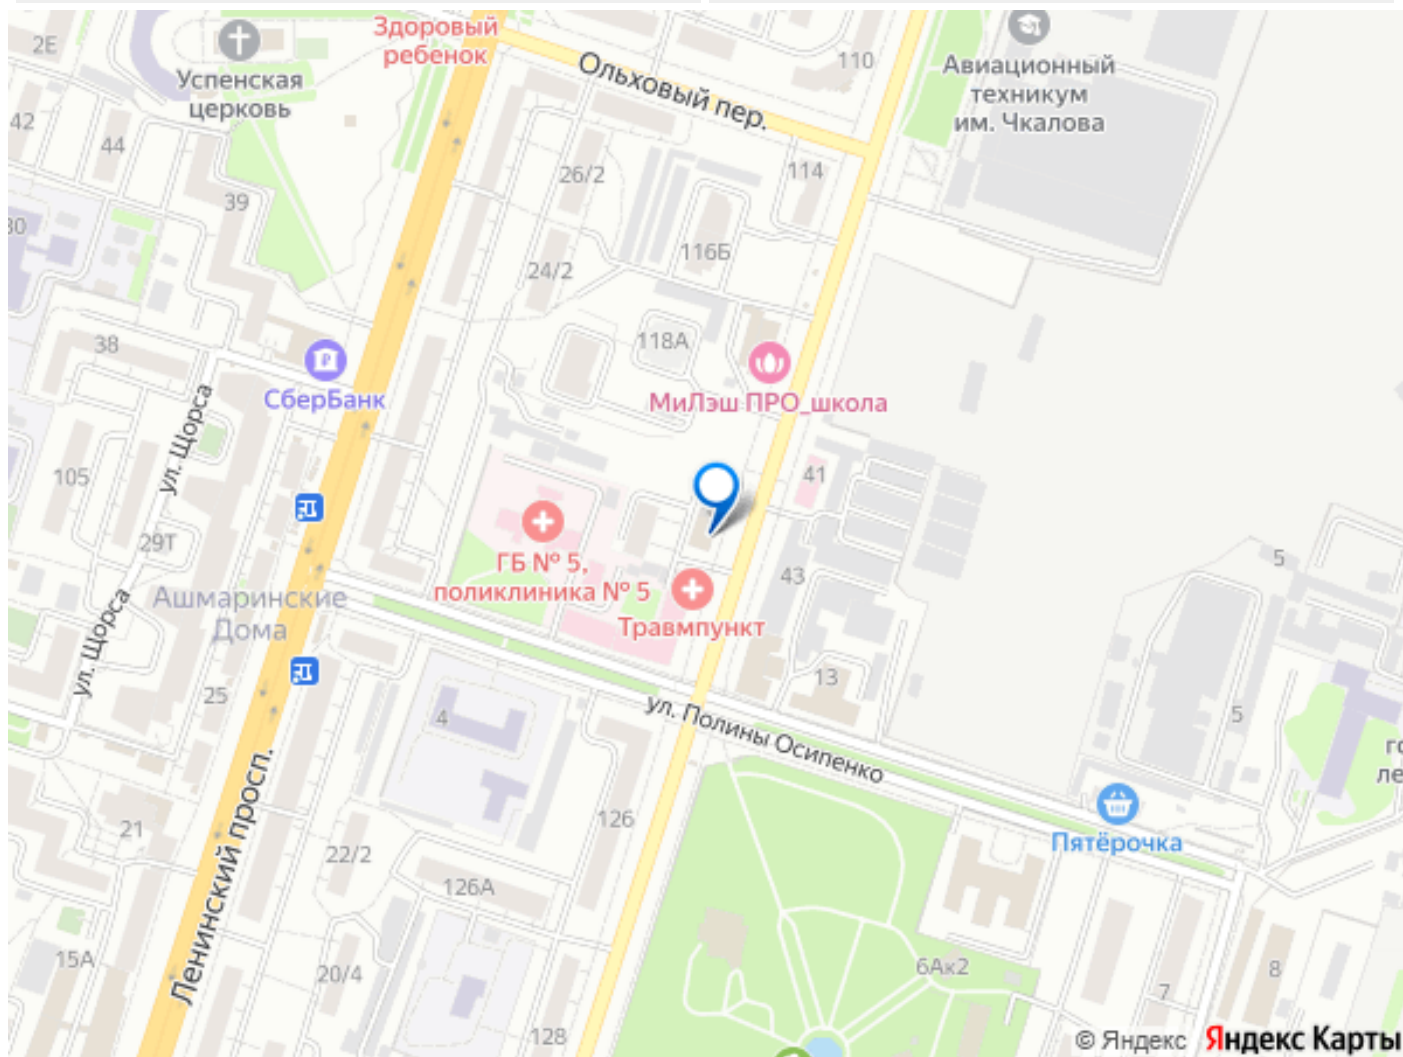 Здоровый
ребенок
2Е
Успенская
церковь
Ольховый пер.
110
Авиационный
техникум
им. Чкалова
42
44
26/2
114
39
30
116Б
24/2
38
118А
СберБанк
МиЛэш ПРО_школа
ул. Щорса
105
41
29Т
ГБ № 5,
поликлиника № 5
43
5
Ашмаринские
Дома
Травмпункт
ул. Щорса
25
13
4
5
ул. Полины Осипенко
го
ле
Ленинский просп.
21
126
22/2
Пятёрочка
126А
15А
20/4
6Ак2
8
7
128
© Яндекс Яндекс Карты